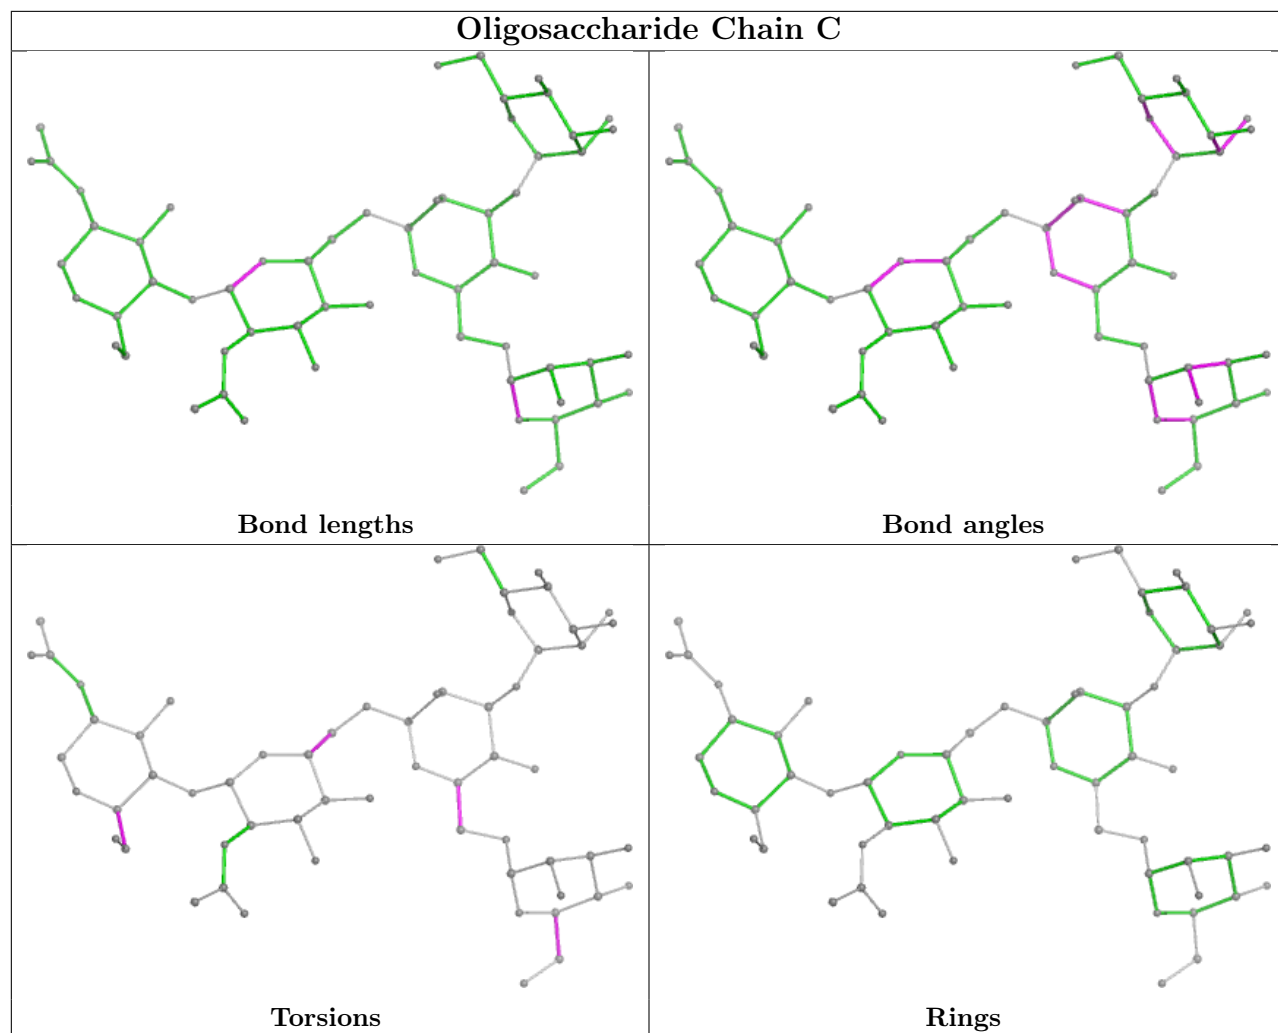 Oligosaccharide Chain C
Bond lengths
Bond angles
Torsions
Rings